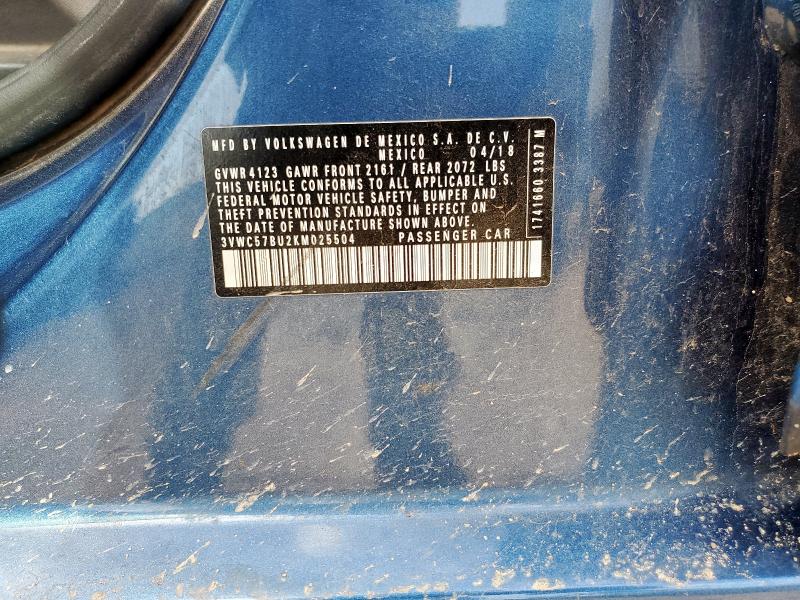 MFD BY VOLKSWAGEN DE MEXICO S.A. DE C.V.
MEXICO 04/18
GVWR 4123 GAWR FRONT 2161 / REAR 2072 LBS
THIS VEHICLE CONFORMS TO ALL APPLICABLE U.S.
FEDERAL MOTOR VEHICLE SAFETY, BUMPER AND
THEFT PREVENTION STANDARDS IN EFFECT ON
THE DATE OF MANUFACTURE SHOWN ABOVE.
3VWC57BU2KM025504 PASSENGER CAR
1741660 3387 M